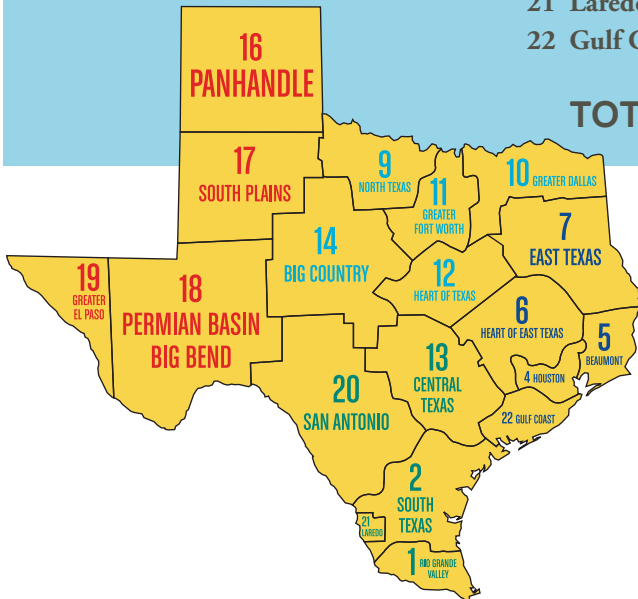 21 Laredo
22 Gulf C
TOT
16
PANHANDLE
17
SOUTH PLAINS
9
NORTH TEXAS
10 GREATER DALLAS
11
GREATER
FORT WORTH
7
EAST TEXAS
14
BIG COUNTRY
12
HEART OF TEXAS
19
GREATER
EL PASO
18
PERMIAN BASIN
BIG BEND
6
HEART OF EAST TEXAS
5
BEAUMONT
4 HOUSTON
13
CENTRAL
TEXAS
20
SAN ANTONIO
22 GULF COAST
2
SOUTH
TEXAS
21
LAREDO
1 RIO GRANDE
VALLEY